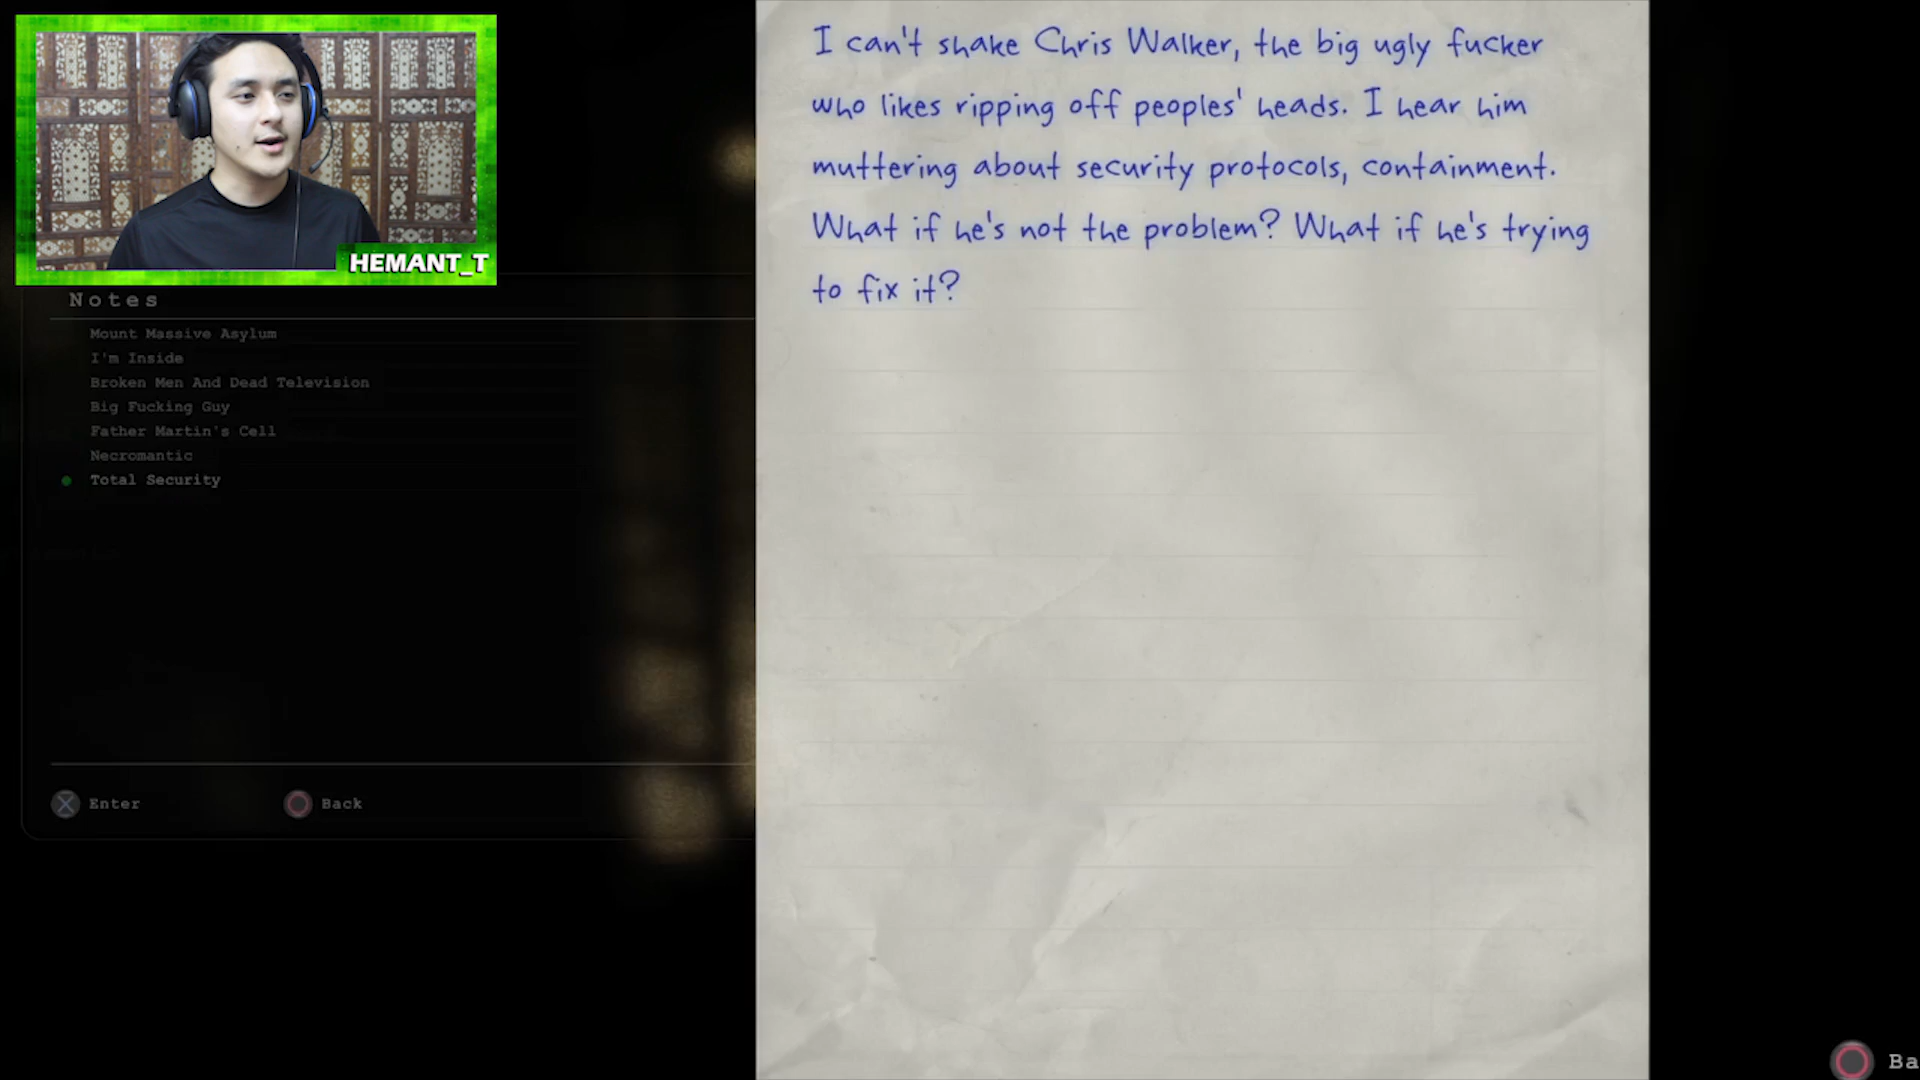 I can't shake Chris Walker, the big ugly fucker
who likes ripping off peoples' heads. I hear him
muttering about security protocols, containment.
What if he's not the problem? What if he's trying
to fix it?
HEMANT_T
Notes
Mount Massive Asylum
I'm Inside
Broken Men And Dead Television
Big Fucking Guy
Father Martin's Cell
Necromantic
Total Security
Enter
Back
Ba